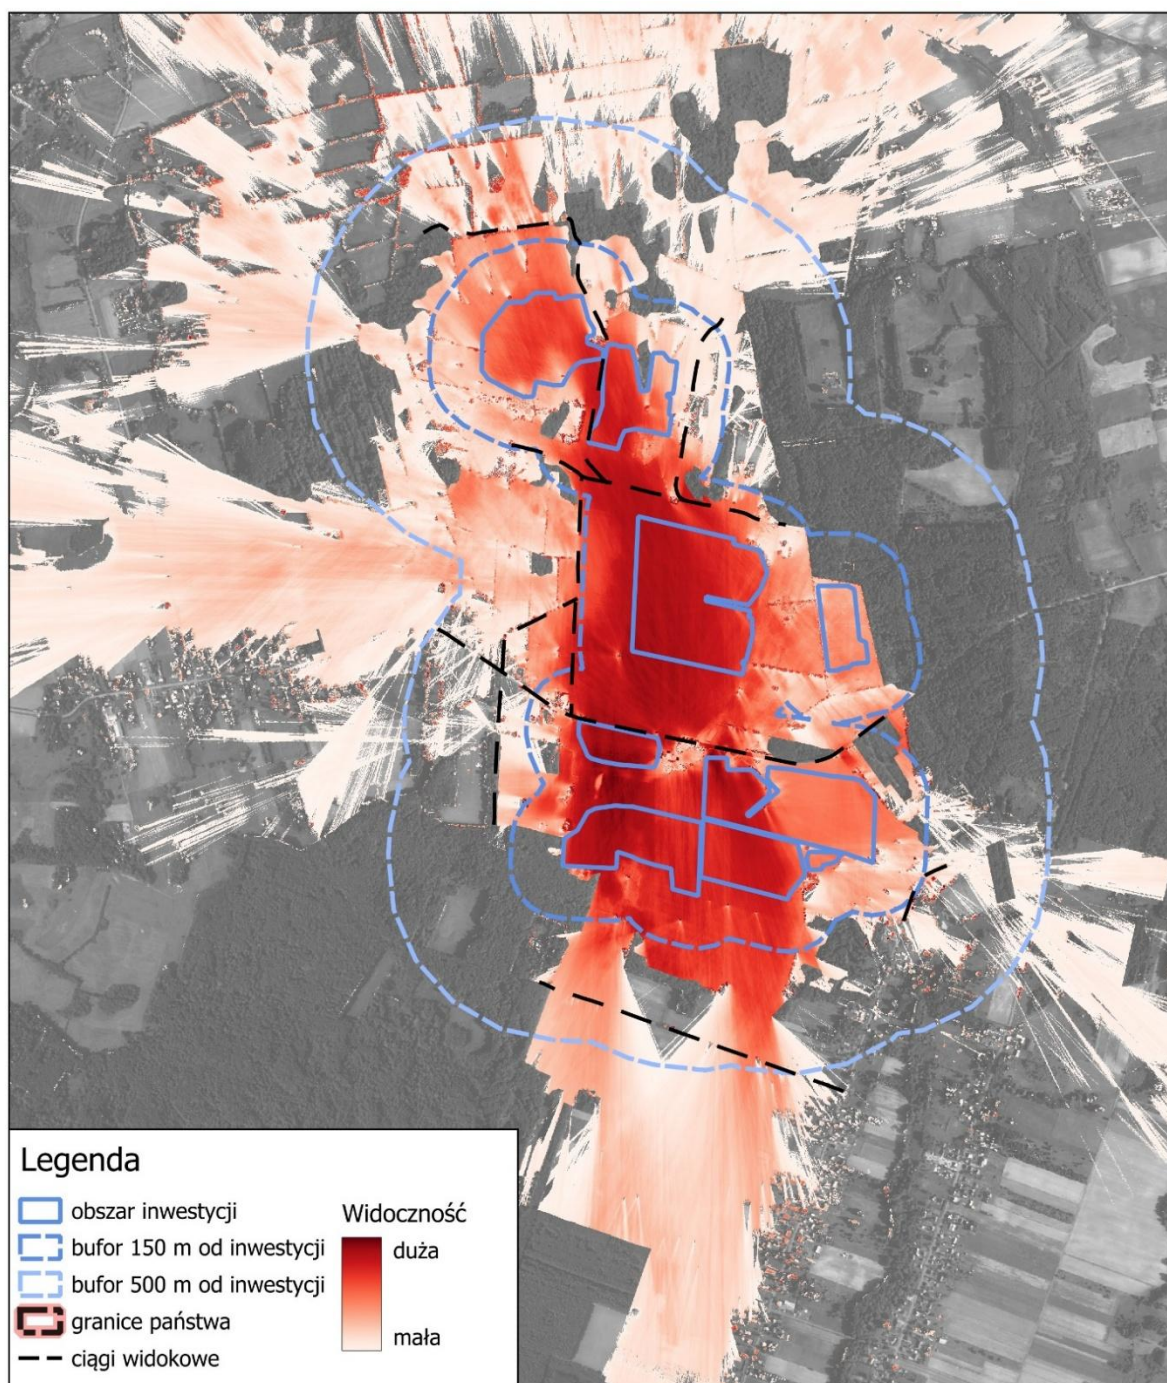 Legenda
obszar inwestycji
bufor 150 m od inwestycji
bufor 500 m od inwestycji
granice państwa
ciągi widokowe
Widoczność
duża
mała